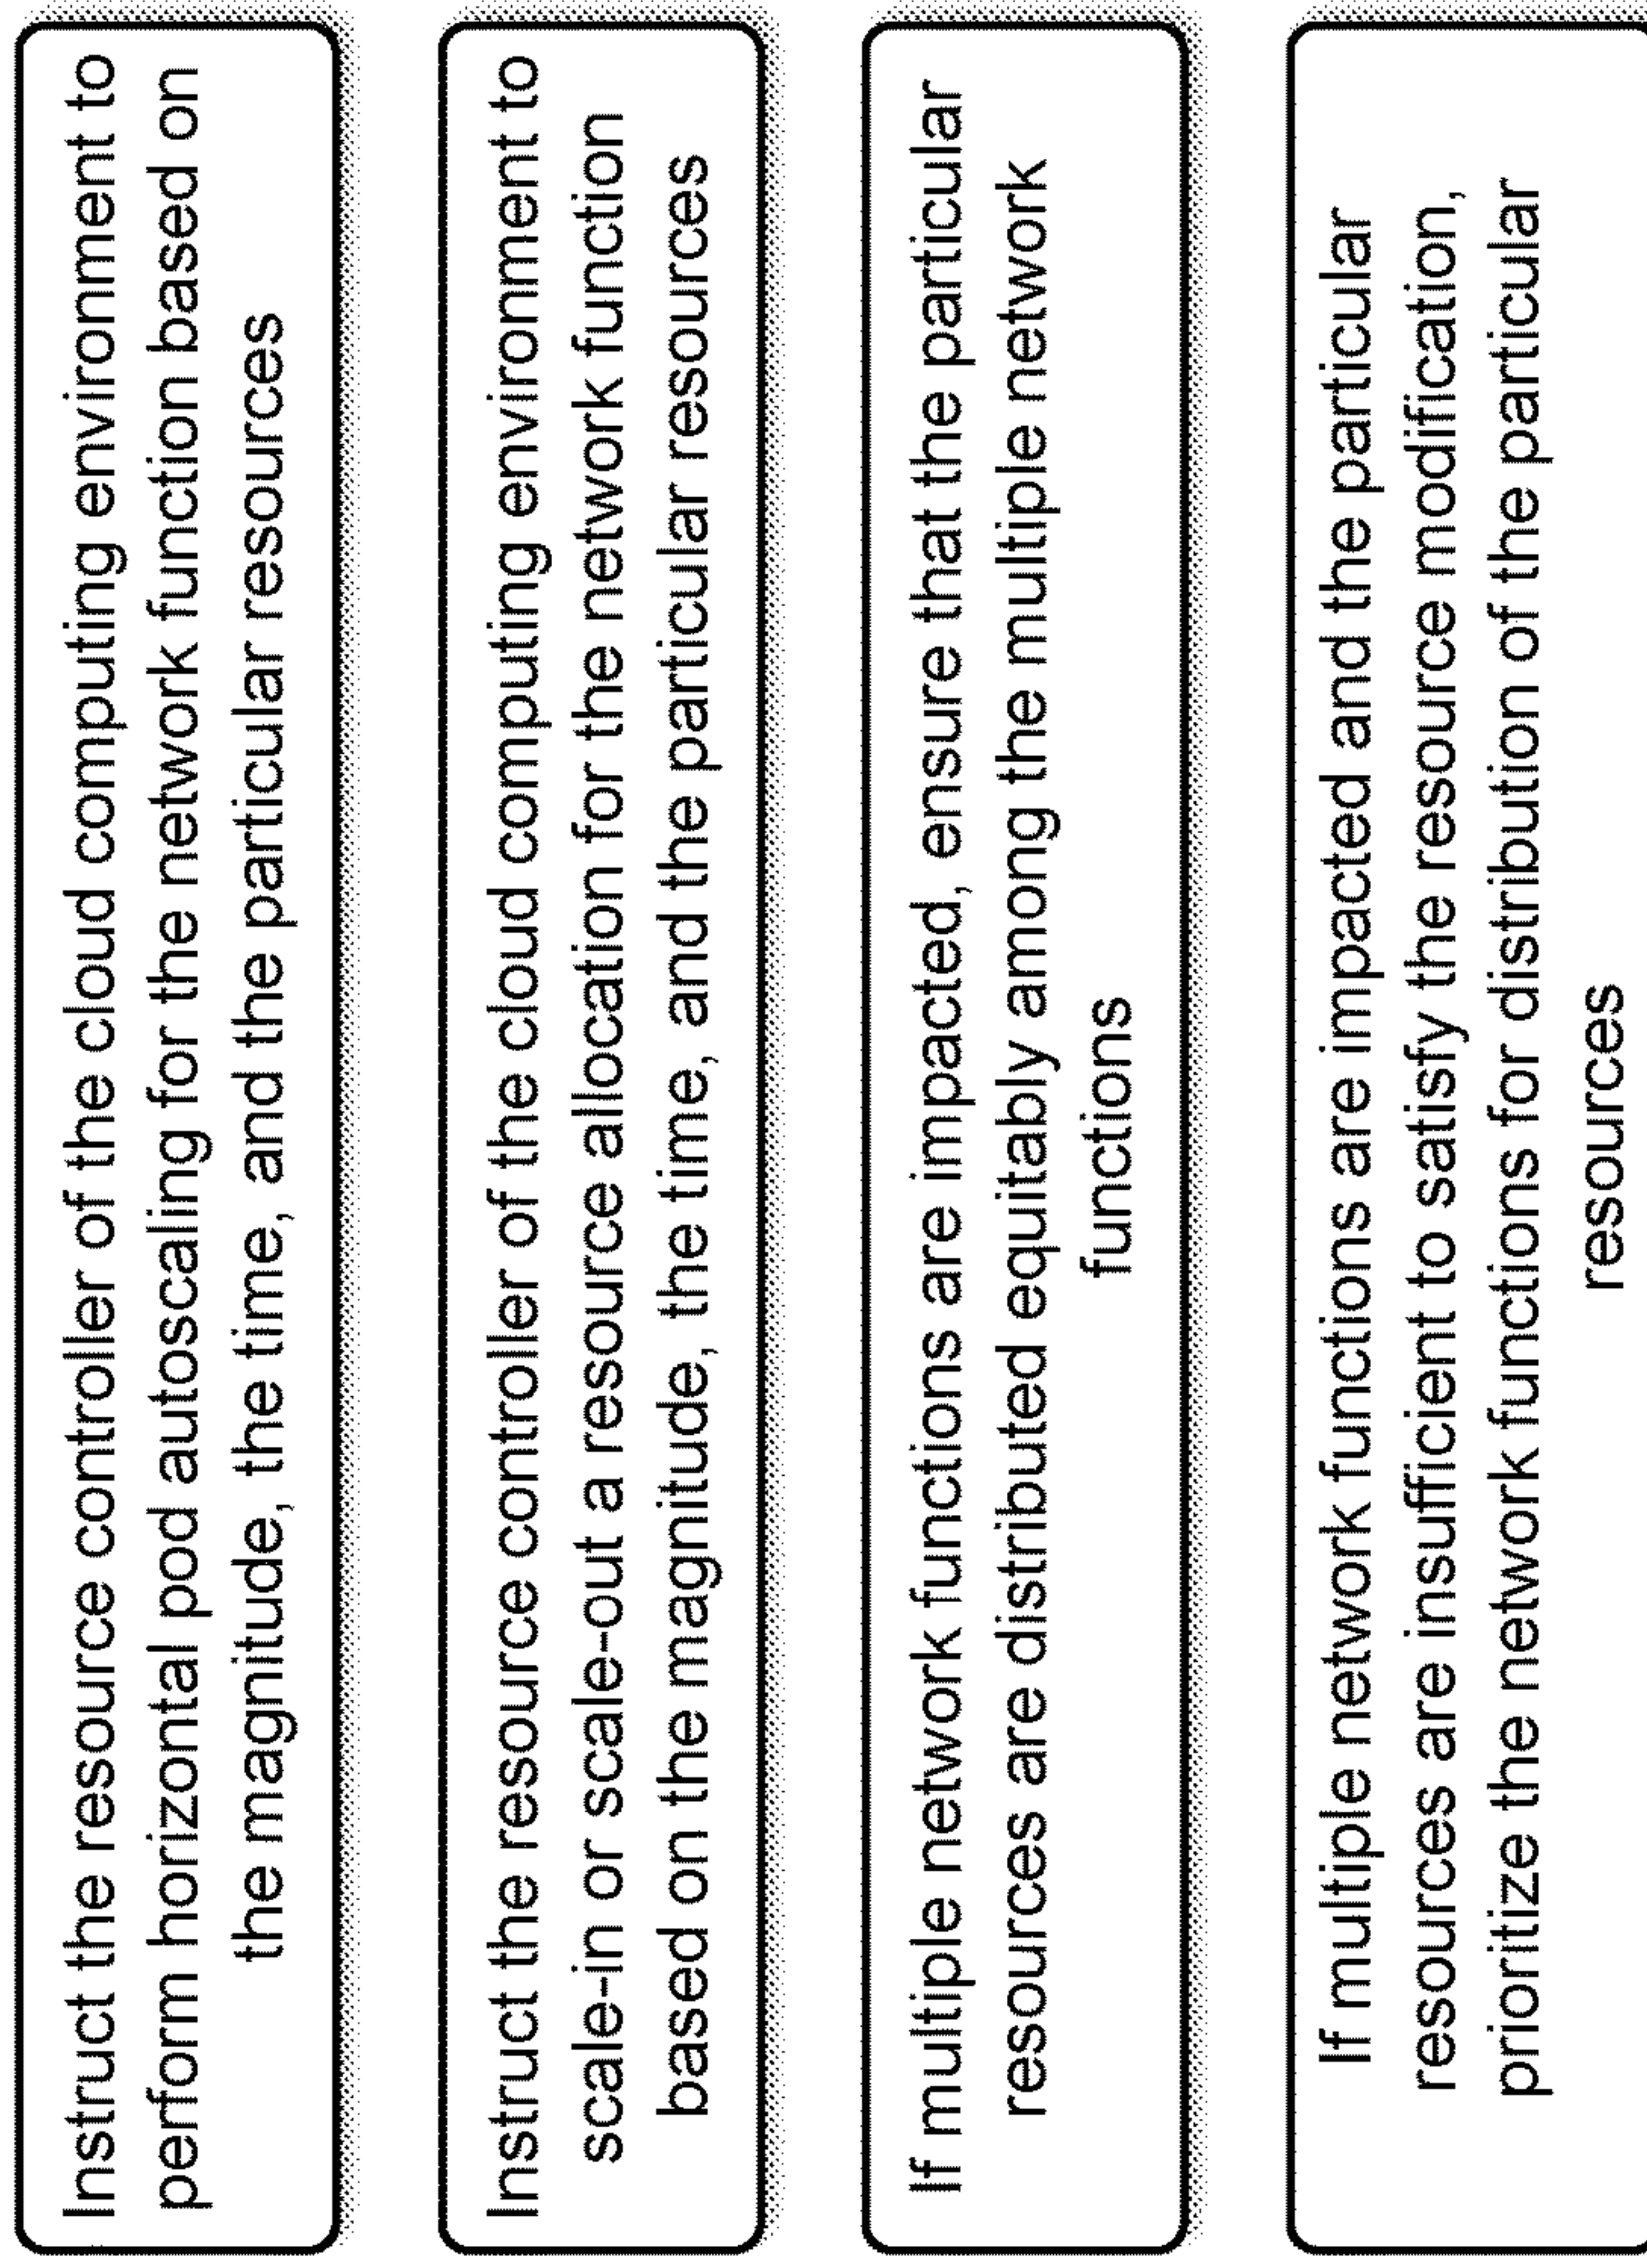 Instruct the resource controller of the cloud computing environment to
perform horizontal pod autoscaling for the network function based on
the magnitude, the time, and the particular resources
Instruct the resource controller of the cloud computing environment to
scale-in or scale-out a resource allocation for the network function
based on the magnitude, the time, and the particular resources
If multiple network functions are impacted, ensure that the particular
resources are distributed equitably among the multiple network
functions
If multiple network functions are impacted and the particular
resources are insufficient to satisfy the resource modification,
prioritize the network functions for distribution of the particular
resources